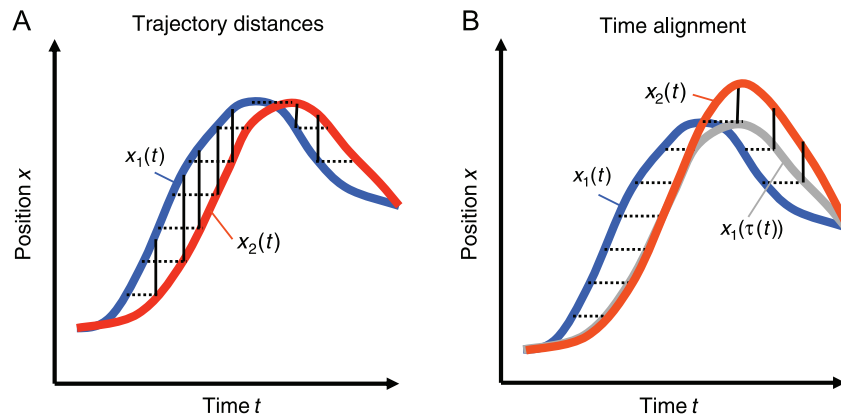 A
Trajectory distances
x₁(t)
x₂(t)
Position x
Time t
B
Time alignment
x₂(t)
x₁(t)
x₁(τ(t))
Position x
Time t